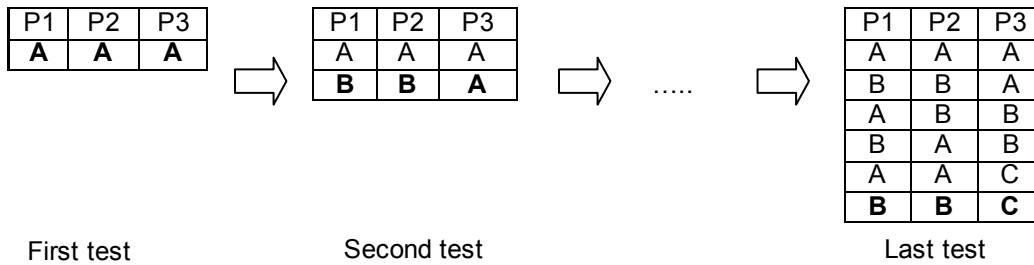 P1 P2 P3
A A A
P1 P2 P3
A A A
B B A
.....
P1 P2 P3
A A A
B B A
A B B
B A B
A A C
B B C
First test
Second test
Last test